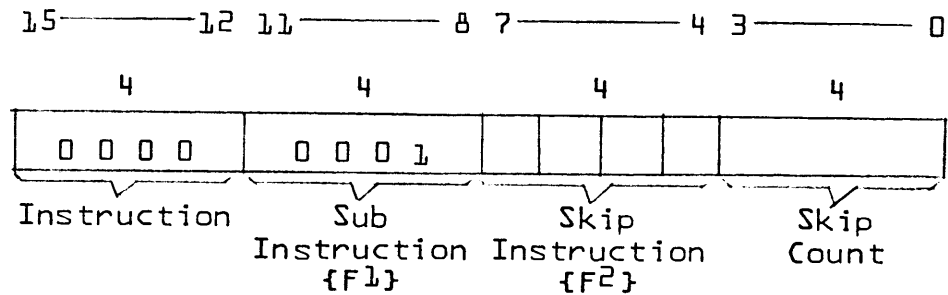 15 12 11 8 7 4 3 0
4 4 4 4
0 0 0 0 0 0 0 1
Instruction Sub Instruction {F1} Skip Instruction {F2} Skip Count